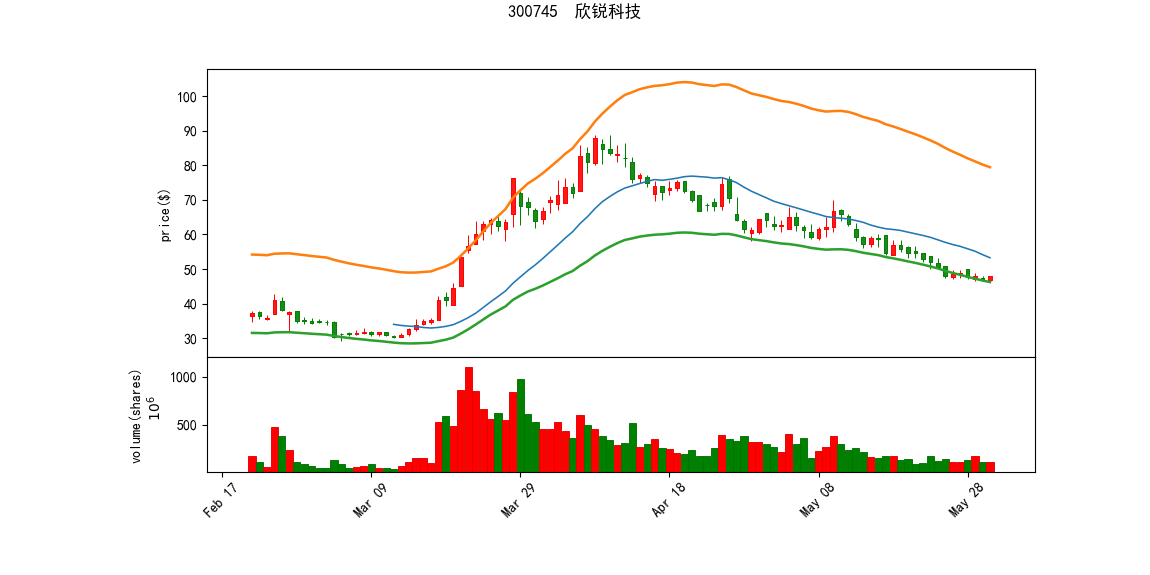 300745 欣锐科技
price($)
100
90
80
70
60
50
40
30
volume(shares)
10^6
1000
500
Feb 17
Mar 09
Mar 29
Apr 18
May 08
May 28